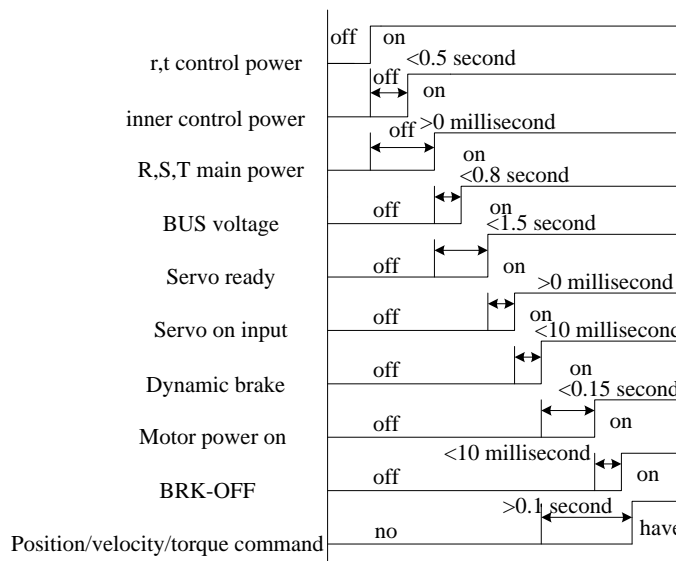 off on
r,t control power
<0.5 second
off
on
inner control power
off >0 millisecond
R,S,T main power
on
<0.8 second
BUS voltage
off
on
<1.5 second
Servo ready
off
on
>0 millisecond
Servo on input
off
on
<10 millisecond
Dynamic brake
off
on
<0.15 second
Motor power on
off
on
<10 millisecond
BRK-OFF
off
on
>0.1 second
Position/velocity/torque command
no
have